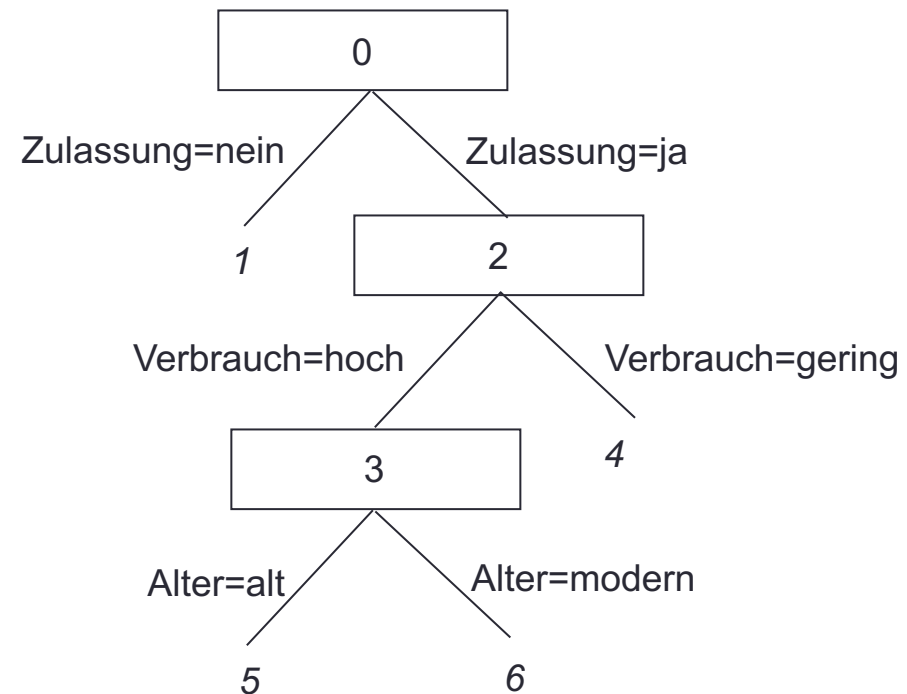 0
Zulassung=nein
Zulassung=ja
1
2
Verbrauch=hoch
Verbrauch=gering
3
4
Alter=alt
Alter=modern
5
6